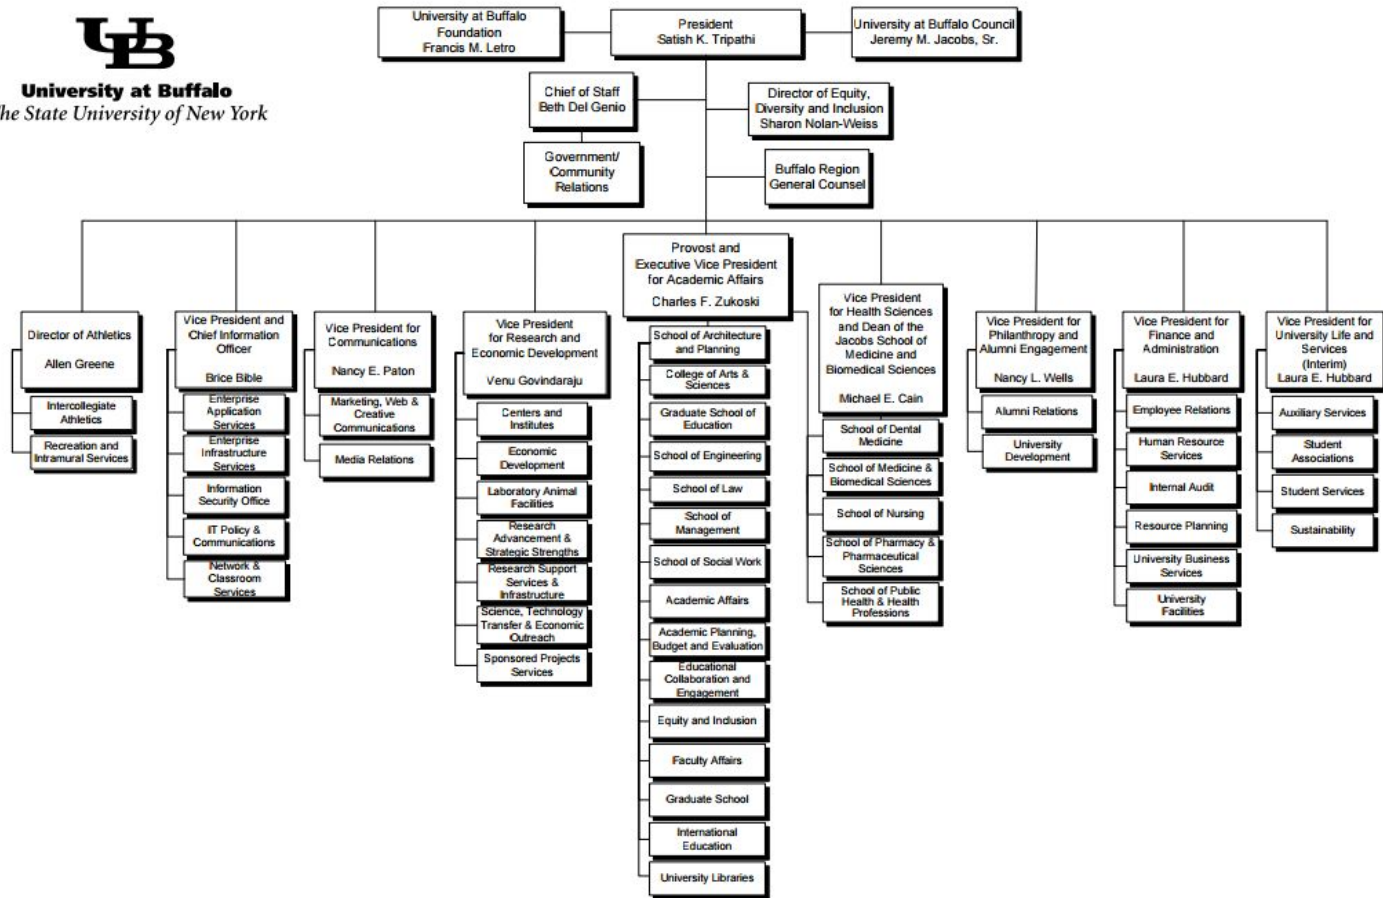 UB
University at Buffalo
The State University of New York
University at Buffalo
Foundation
Francis M. Letro
President
Satish K. Tripathi
University at Buffalo Council
Jeremy M. Jacobs, Sr.
Chief of Staff
Beth Del Genio
Director of Equity,
Diversity and Inclusion
Sharon Nolan-Weiss
Government/
Community
Relations
Buffalo Region
General Counsel
Director of Athletics
Allen Greene
Intercollegiate
Athletics
Recreation and
Intramural Services
Vice President and
Chief Information
Officer
Brice Bible
Enterprise
Application
Services
Enterprise
Infrastructure
Services
Information
Security Office
IT Policy &
Communications
Network &
Classroom
Services
Vice President for
Communications
Nancy E. Paton
Marketing, Web &
Creative
Communications
Media Relations
Vice President
for Research and
Economic Development
Venu Govindaraju
Centers and
Institutes
Economic
Development
Laboratory Animal
Facilities
Research
Advancement &
Strategic Strengths
Research Support
Services &
Infrastructure
Science, Technology
Transfer & Economic
Outreach
Sponsored Projects
Services
Provost and
Executive Vice President
for Academic Affairs
Charles F. Zukoski
School of Architecture
and Planning
College of Arts &
Sciences
Graduate School of
Education
School of Engineering
School of Law
School of
Management
School of Social Work
Academic Affairs
Academic Planning,
Budget and Evaluation
Educational
Collaboration and
Engagement
Equity and Inclusion
Faculty Affairs
Graduate School
International
Education
University Libraries
Vice President
for Health Sciences
and Dean of the
Jacobs School of
Medicine and
Biomedical Sciences
Michael E. Cain
School of Dental
Medicine
School of Medicine &
Biomedical Sciences
School of Nursing
School of Pharmacy &
Pharmaceutical
Sciences
School of Public
Health & Health
Professions
Vice President for
Philanthropy and
Alumni Engagement
Nancy L. Wells
Alumni Relations
University
Development
Vice President for
Finance and
Administration
Laura E. Hubbard
Employee Relations
Human Resource
Services
Internal Audit
Resource Planning
University Business
Services
University
Facilities
Vice President for
University Life and
Services
(Interim)
Laura E. Hubbard
Auxiliary Services
Student
Associations
Student Services
Sustainability